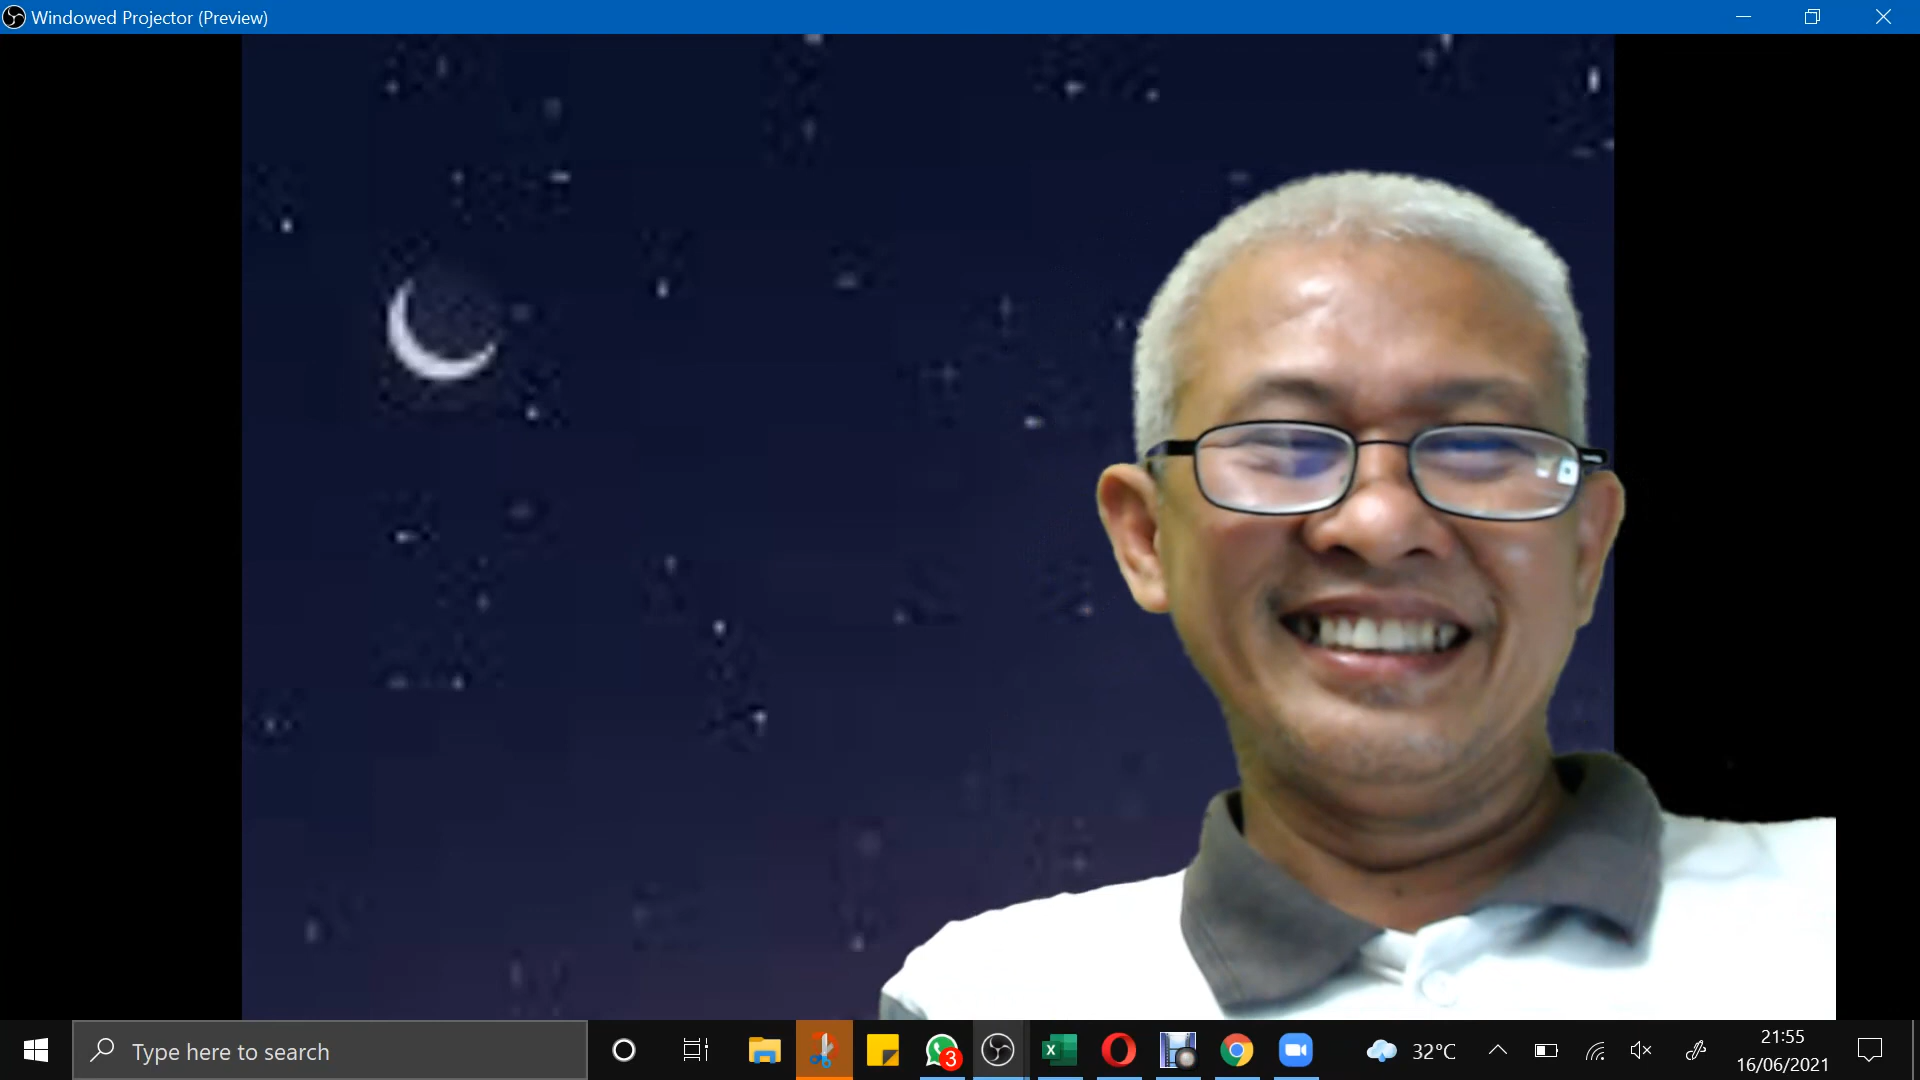 Windowed Projector (Preview)
Type here to search
3
32°C
21:55
16/06/2021